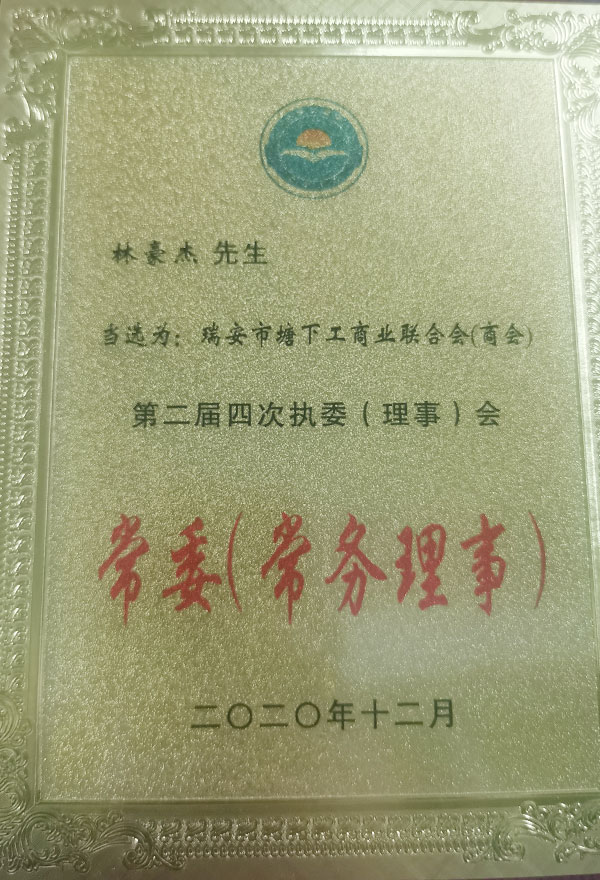 林豪杰 先生
当选为：瑞安市塘下工商业联合会(商会)
第二届四次执委（理事）会
常委(常务理事)
二〇二〇年十二月